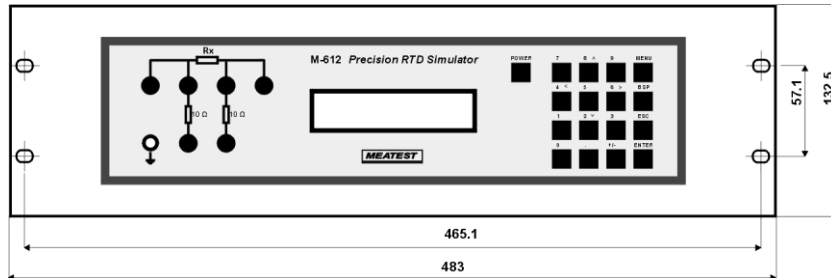 Rx
M-612 Precision RTD Simulator
POWER
7 8 ^ 9 MENU
4 < 5 6 > BSP
10 Ω 10 Ω
1 2 ˅ 3 ESC
0 . +/- ENTER
MEATEST
57.1
132.5
465.1
483